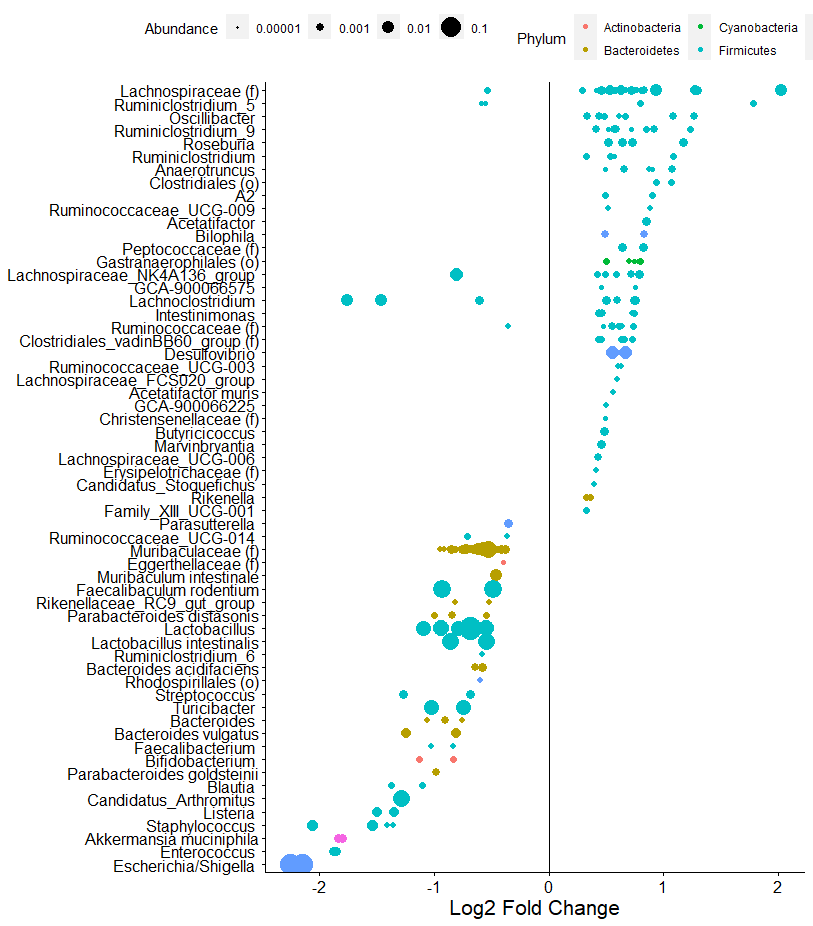 Abundance 0.00001 0.001 0.01 0.1
Phylum Actinobacteria Cyanobacteria
Bacteroidetes Firmicutes
Lachnospiraceae (f)
Ruminiclostridium_5
Oscillibacter
Ruminiclostridium_9
Roseburia
Ruminiclostridium
Anaerotruncus
Clostridiales (o)
A2
Ruminococcaceae_UCG-009
Acetatifactor
Bilophila
Peptococcaceae (f)
Gastranaerophilales (o)
Lachnospiraceae_NK4A136_group
GCA-900066575
Lachnoclostridium
Intestinimonas
Ruminococcaceae (f)
Clostridiales_vadinBB60_group (f)
Desulfovibrio
Ruminococcaceae_UCG-003
Lachnospiraceae_FCS020_group
Acetatifactor muris
GCA-900066225
Christensenellaceae (f)
Butyricicoccus
Marvinbryantia
Lachnospiraceae_UCG-006
Erysipelotrichaceae (f)
Candidatus_Stoquefichus
Rikenella
Family_XIII_UCG-001
Parasutterella
Ruminococcaceae_UCG-014
Muribaculaceae (f)
Eggerthellaceae (f)
Muribaculum intestinale
Faecalibaculum rodentium
Rikenellaceae_RC9_gut_group
Parabacteroides distasonis
Lactobacillus
Lactobacillus intestinalis
Ruminiclostridium_6
Bacteroides acidifaciens
Rhodospirillales (o)
Streptococcus
Turicibacter
Bacteroides
Bacteroides vulgatus
Faecalibacterium
Bifidobacterium
Parabacteroides goldsteinii
Blautia
Candidatus_Arthromitus
Listeria
Staphylococcus
Akkermansia muciniphila
Enterococcus
Escherichia/Shigella
-2 -1 0 1 2
Log2 Fold Change